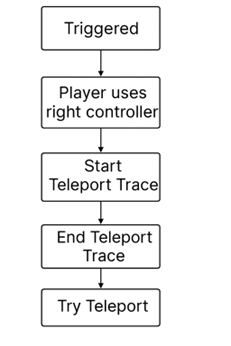 Triggered
Player uses
right controller
Start
Teleport Trace
End Teleport
Trace
Try Teleport